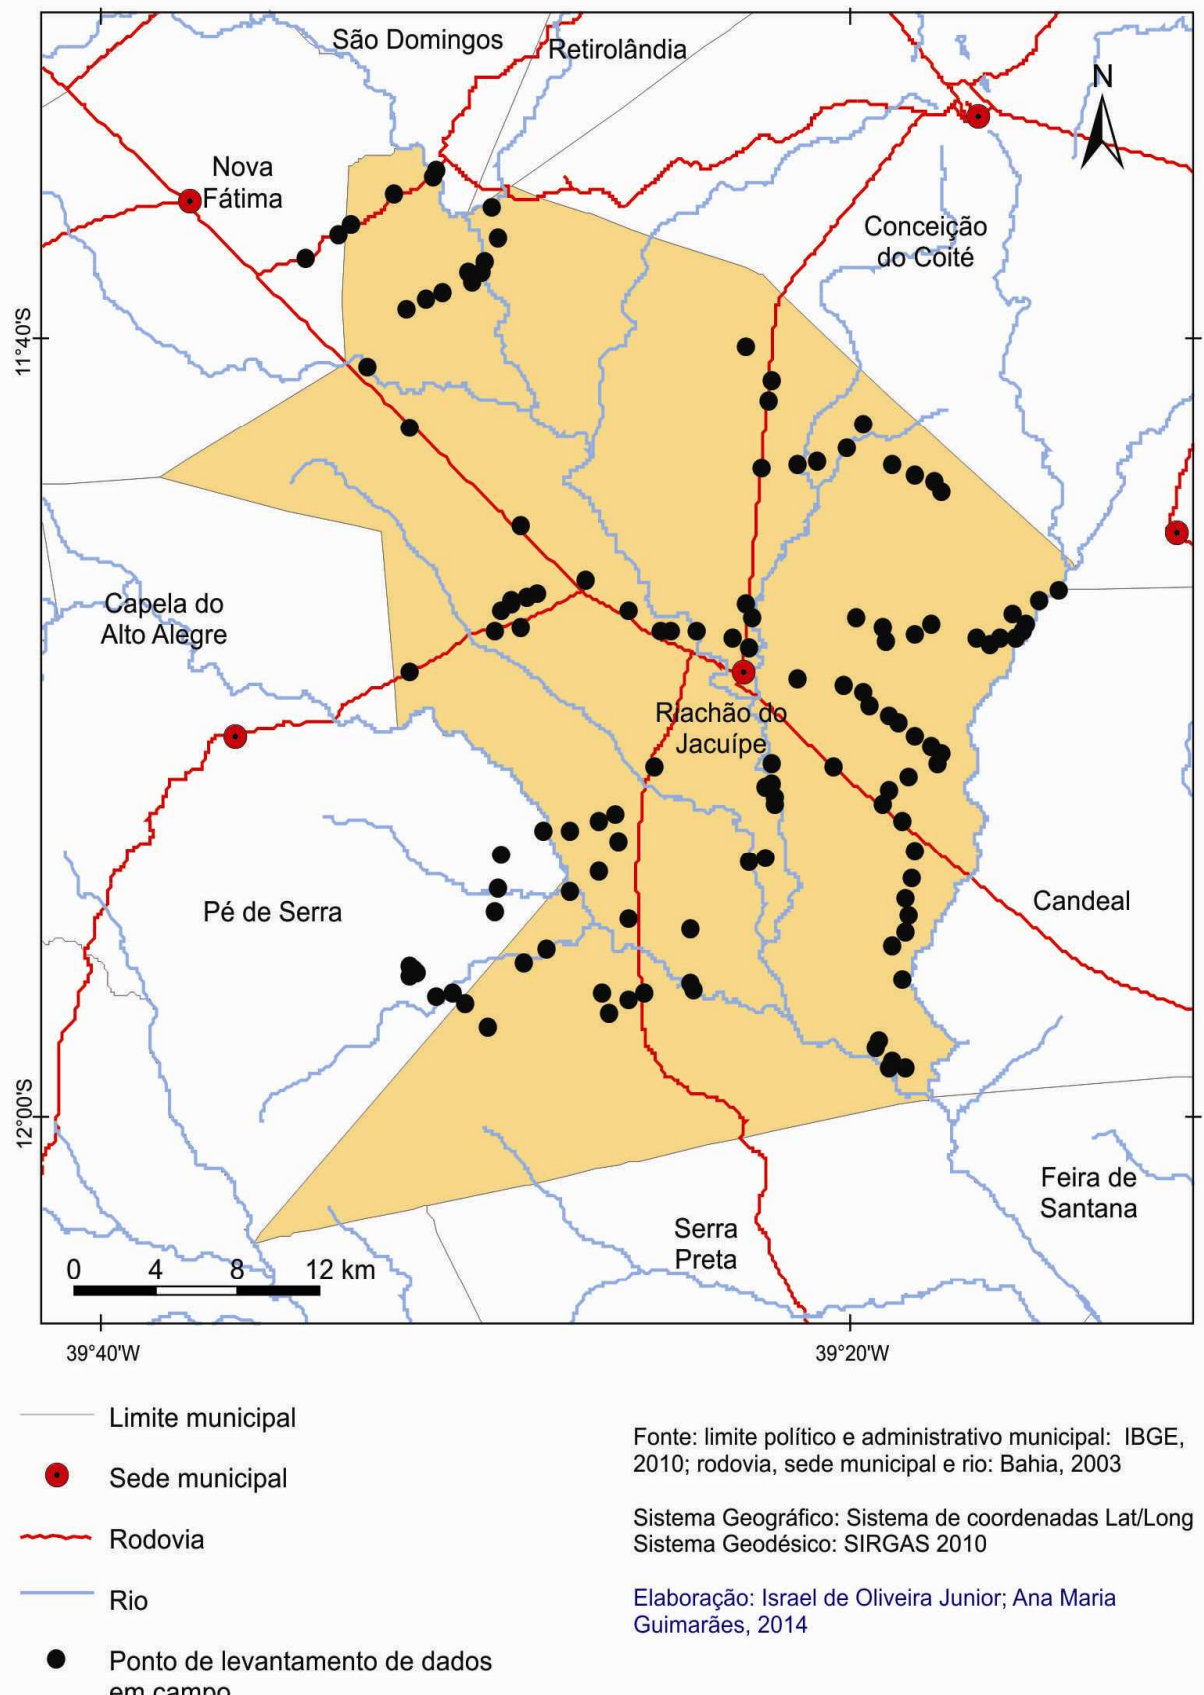 São Domingos
Retirolândia
N
Nova
Fátima
Conceição
do Coité
11°40'S
Capela do
Alto Alegre
Riachão do
Jacuípe
Pé de Serra
Candeal
12°00'S
Feira de
Santana
Serra
Preta
0 4 8 12 km
39°40'W
39°20'W
Limite municipal
Sede municipal
Rodovia
Rio
Ponto de levantamento de dados
em campo
Fonte: limite político e administrativo municipal: IBGE,
2010; rodovia, sede municipal e rio: Bahia, 2003
Sistema Geográfico: Sistema de coordenadas Lat/Long
Sistema Geodésico: SIRGAS 2010
Elaboração: Israel de Oliveira Junior; Ana Maria
Guimarães, 2014